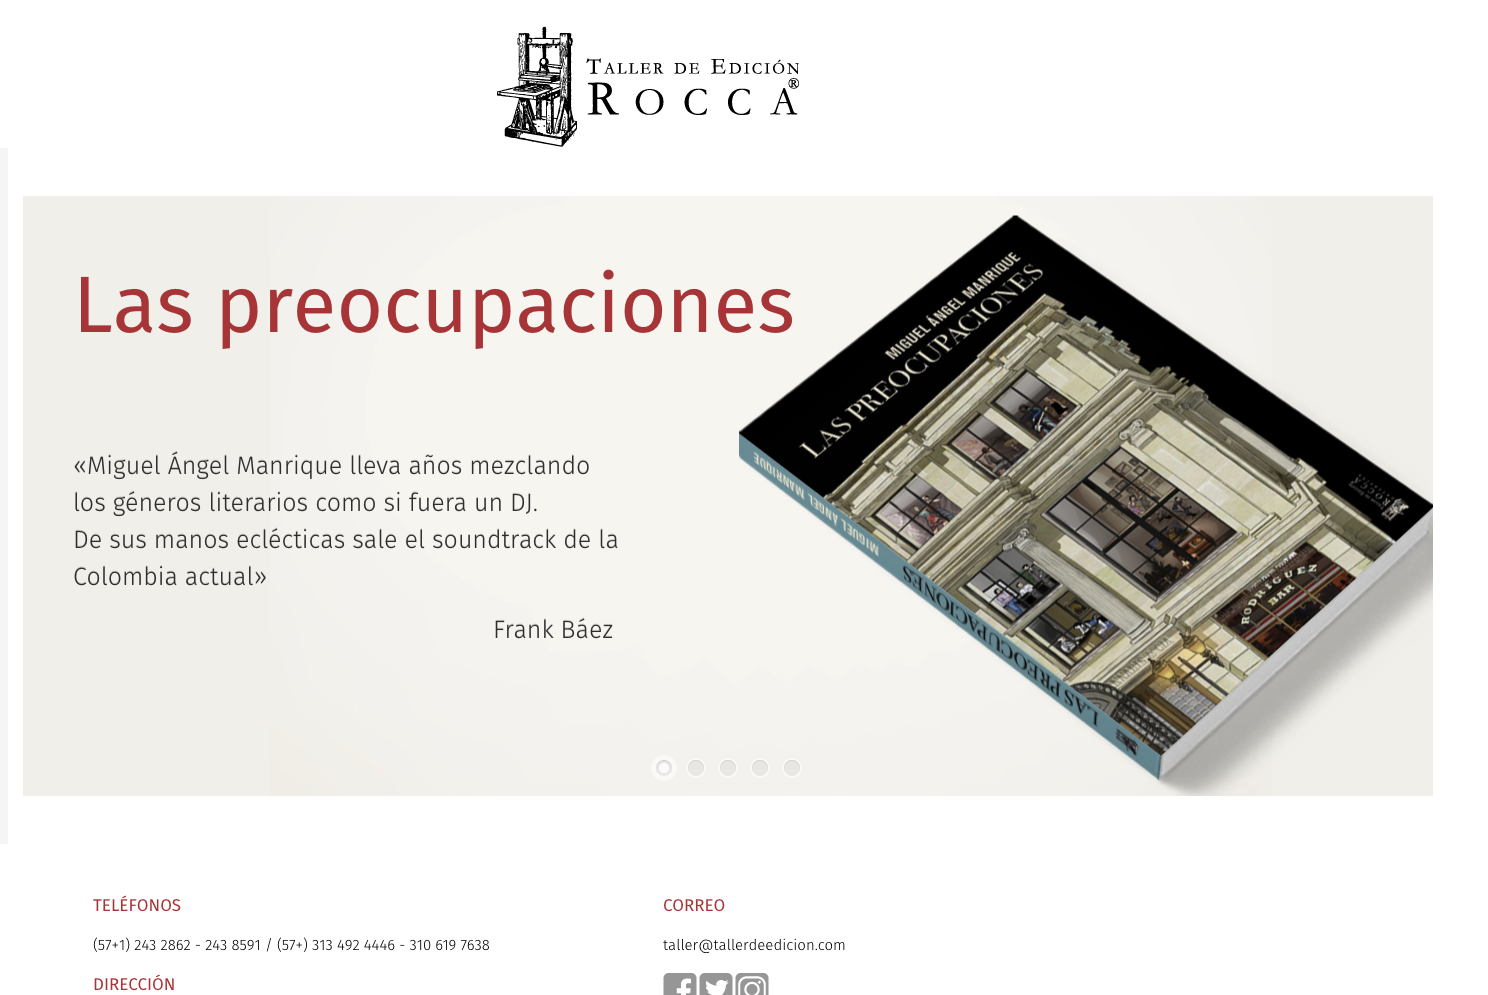 TALLER DE EDICIÓN
ROCCA®
Las preocupaciones
«Miguel Ángel Manrique lleva años mezclando
los géneros literarios como si fuera un DJ.
De sus manos eclécticas sale el soundtrack de la
Colombia actual»
Frank Báez
MIGUEL ÁNGEL MANRIQUE
LAS PREOCUPACIONES
ROCCA
RODRÍGUEZ
BAR
MIGUEL ÁNGEL MANRIQUE
LAS PREOCUPACIONES
TELÉFONOS
(57+1) 243 2862 - 243 8591 / (57+) 313 492 4446 - 310 619 7638
DIRECCIÓN
CORREO
taller@tallerdeedicion.com